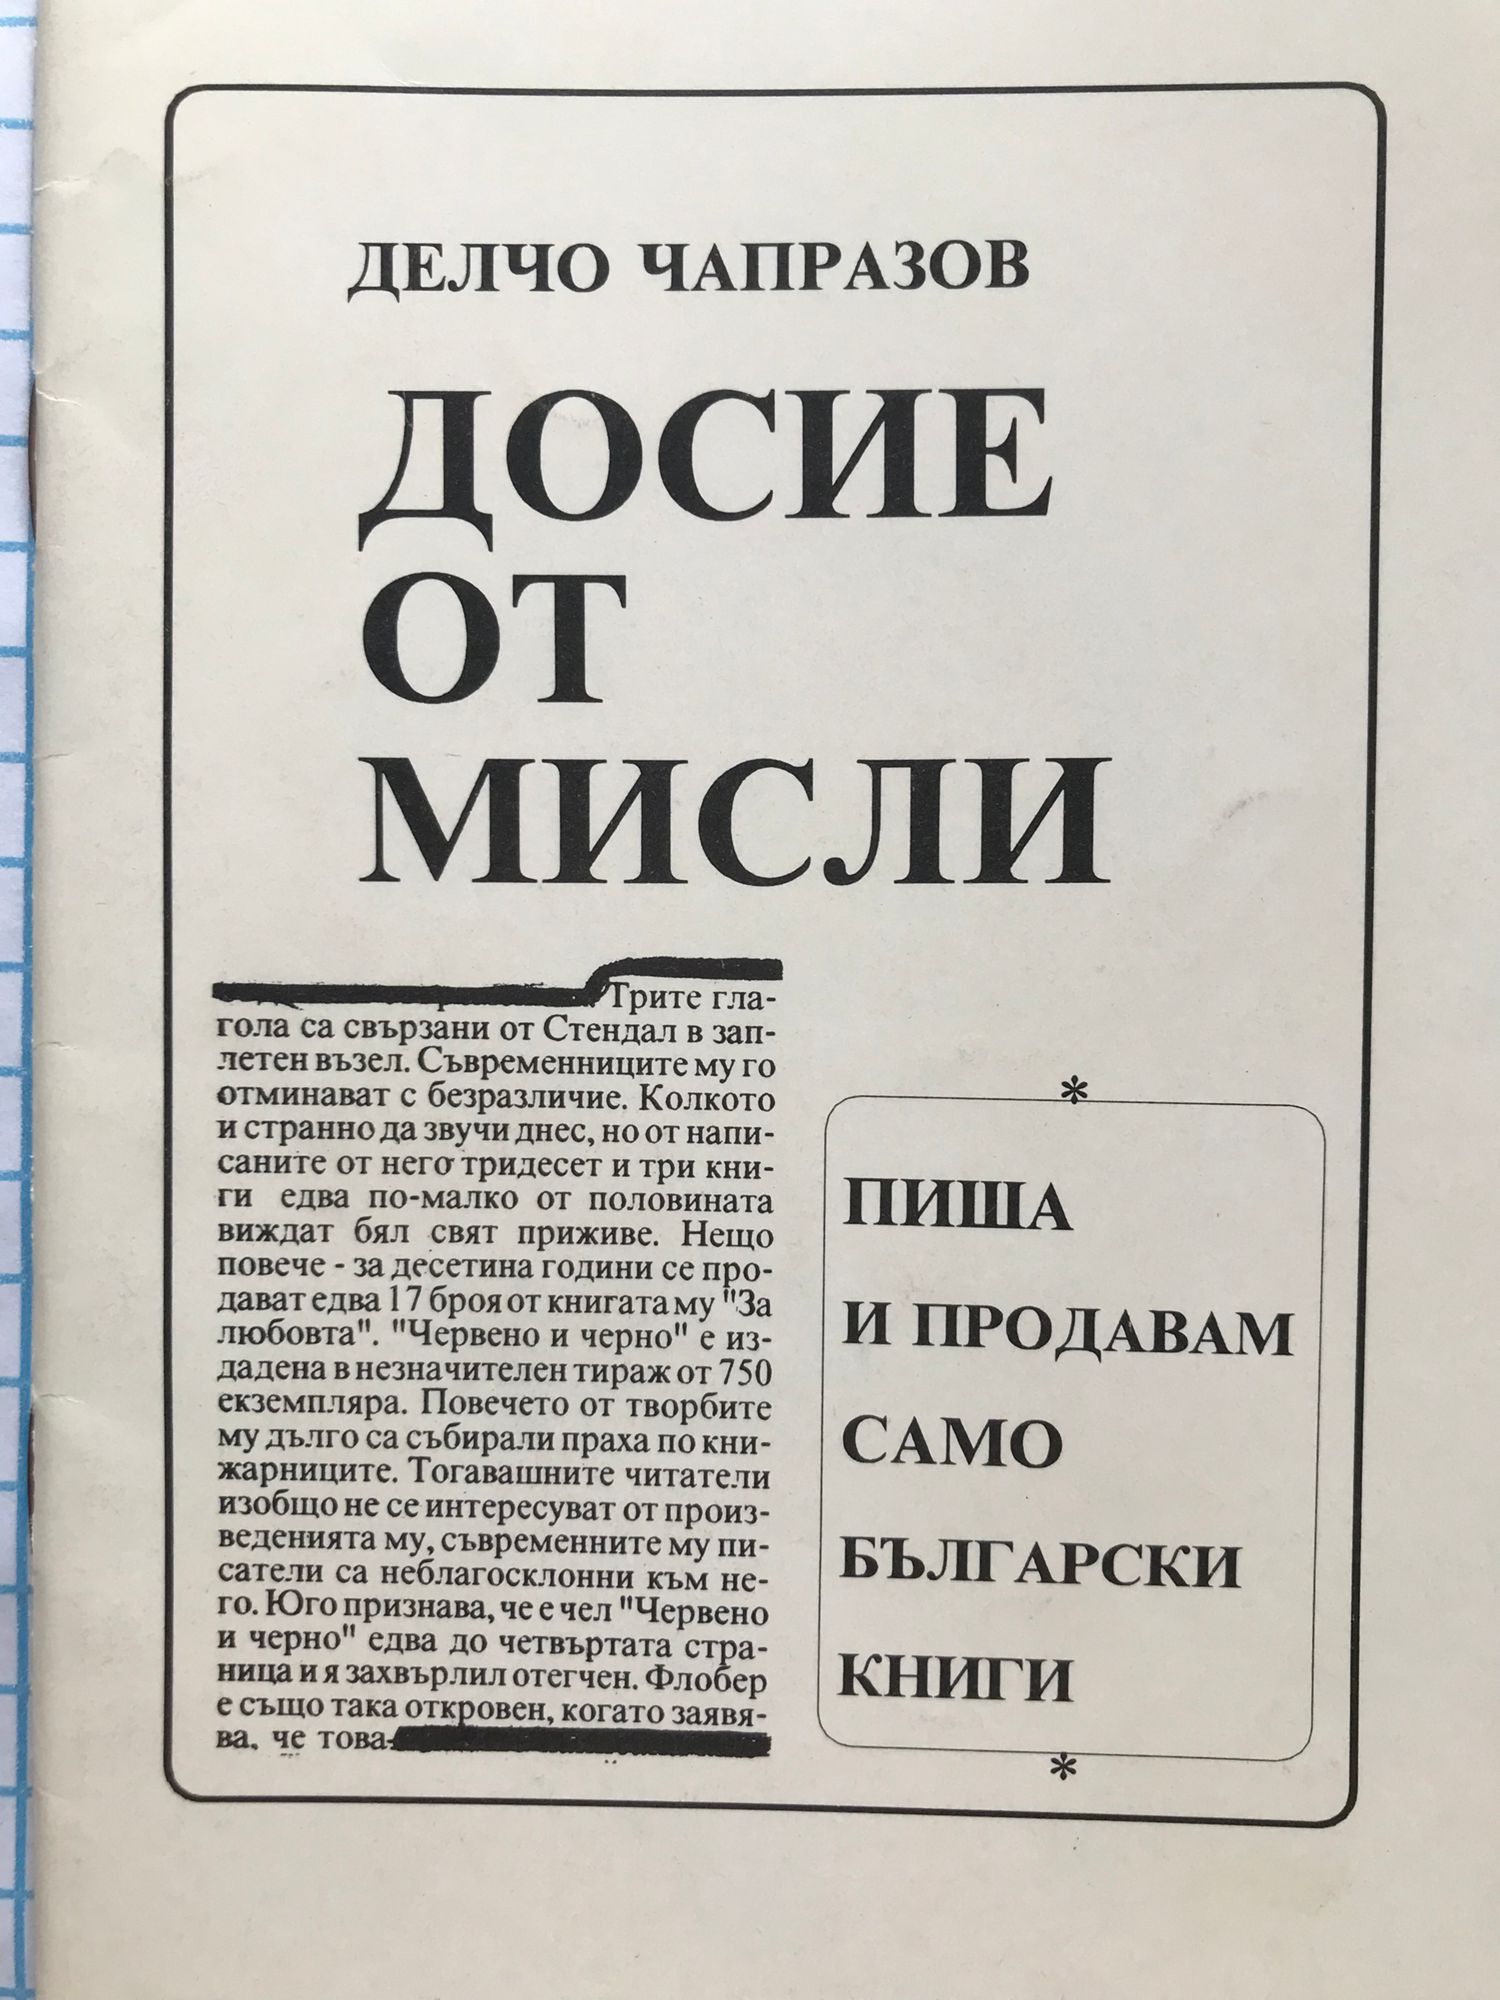 ДЕЛЧО ЧАПРАЗОВ
ДОСИЕ
ОТ
МИСЛИ
Трите гла-
гола са свързани от Стендал в зап-
летен възел. Съвременниците му го
отминават с безразличие. Колкото
и странно да звучи днес, но от напи-
саните от него тридесет и три кни-
ги едва по-малко от половината
виждат бял свят приживе. Нещо
повече - за десетина години се про-
дават едва 17 броя от книгата му "За
любовта". "Червено и черно" е из-
дадена в незначителен тираж от 750
екземпляра. Повечето от творбите
му дълго са събирали праха по кни-
жарниците. Тогавашните читатели
изобщо не се интересуват от произ-
веденията му, съвременните му пи-
сатели са неблагосклонни към не-
го. Юго признава, че е чел "Червено
и черно" едва до четвъртата стра-
ница и я захвърлил отегчен. Флобер
е също така откровен, когато заявя-
ва, че това
*
ПИША
И ПРОДАВАМ
САМО
БЪЛГАРСКИ
КНИГИ
*